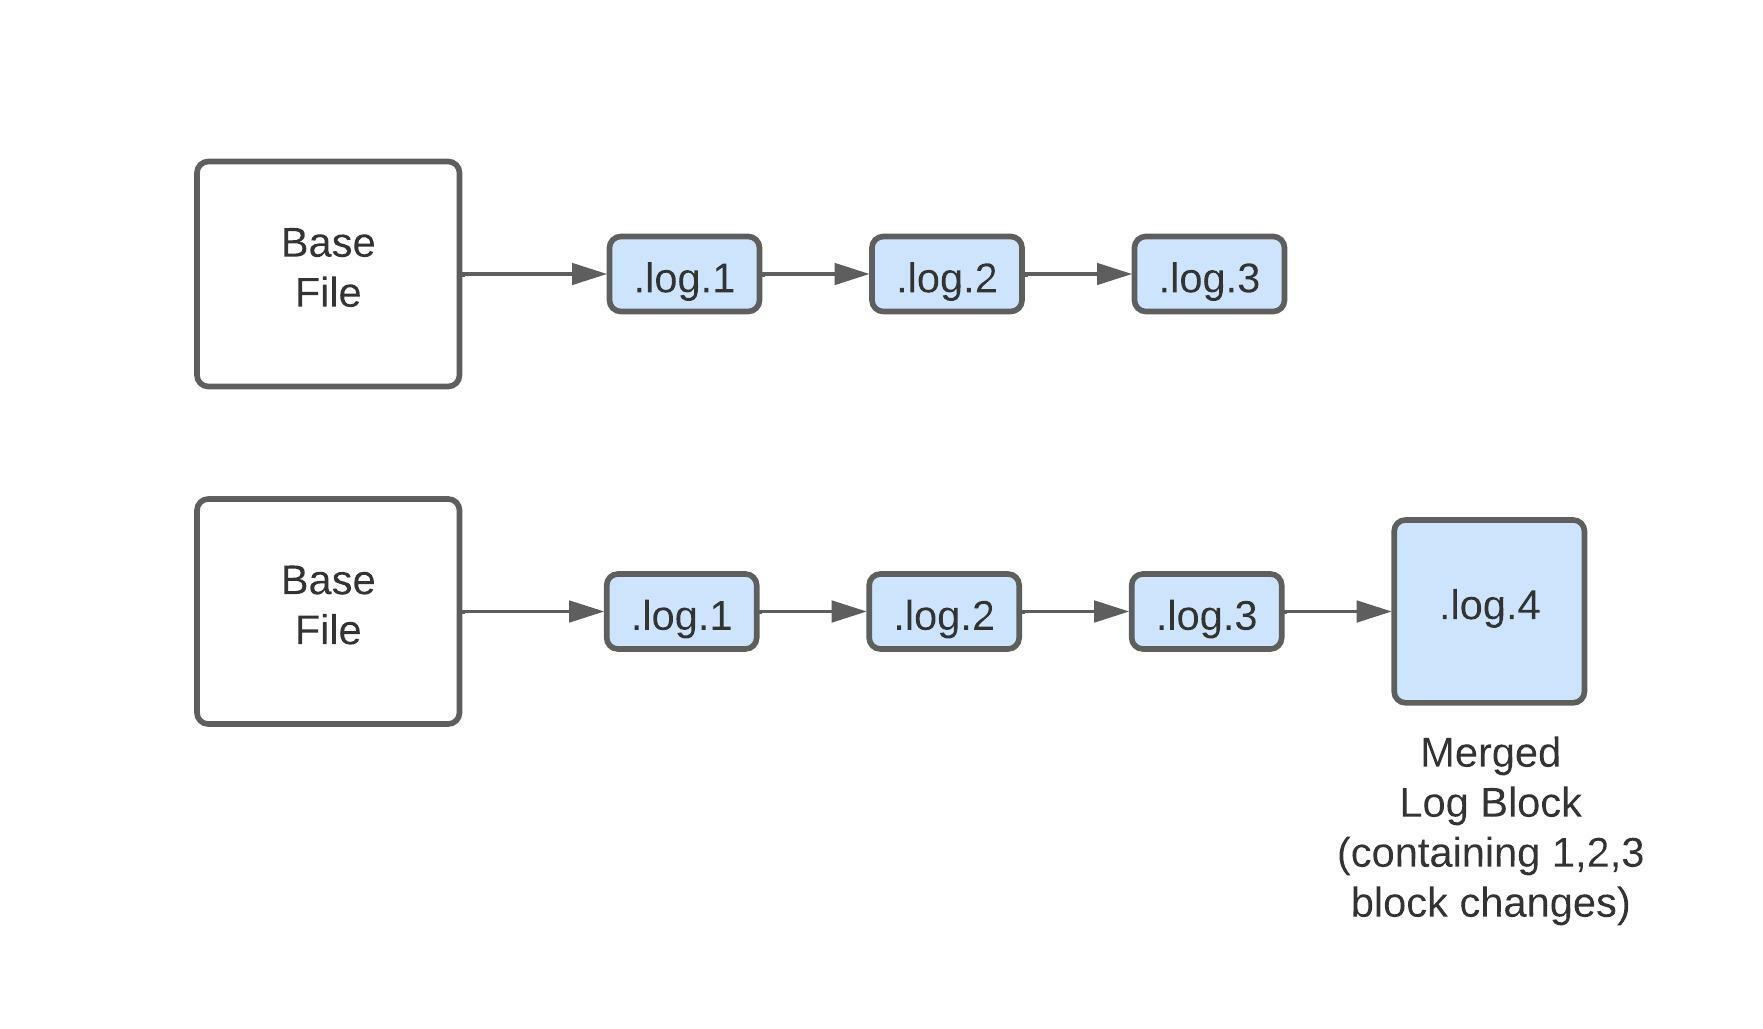 Base
File
.log.1
.log.2
.log.3
Base
File
.log.1
.log.2
.log.3
.log.4
Merged
Log Block
(containing 1,2,3
block changes)